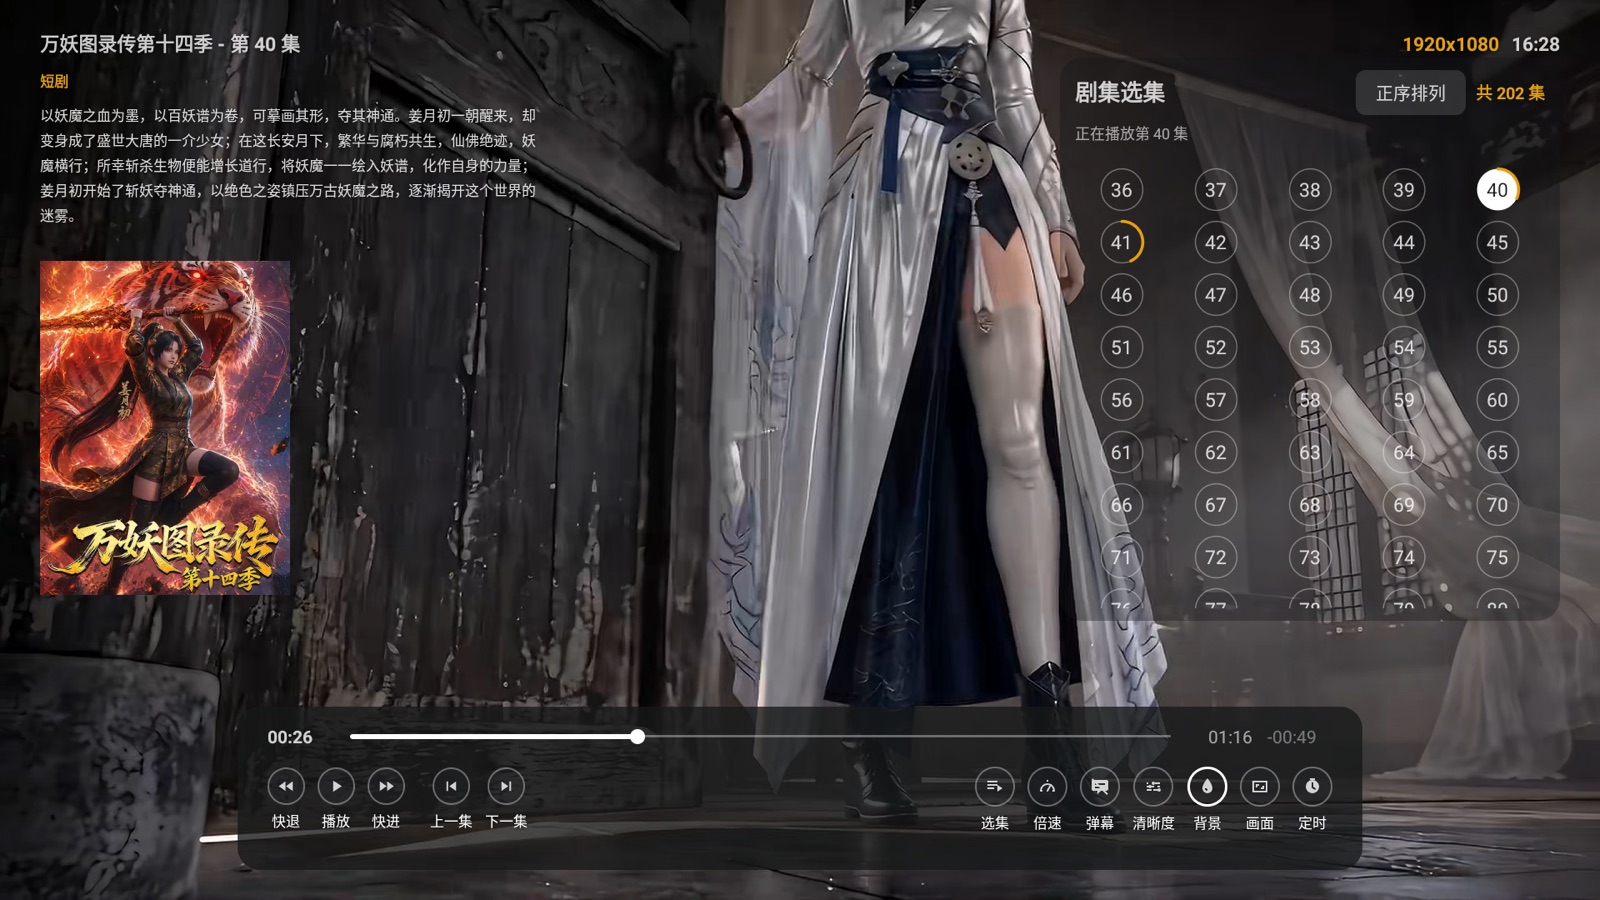 万妖图录传第十四季 - 第 40 集
短剧
以妖魔之血为墨，以百妖谱为卷，可摹画其形，夺其神通。姜月初一朝醒来，却
变身成了盛世大唐的一介少女；在这长安月下，繁华与腐朽共生，仙佛绝迹，妖
魔横行；所幸斩杀生物便能增长道行，将妖魔一一绘入妖谱，化作自身的力量；
姜月初开始了斩妖夺神通，以绝色之姿镇压万古妖魔之路，逐渐揭开这个世界的
迷雾。
姜月初
万妖图录传
第十四季
1920x1080 16:28
剧集选集 正序排列 共 202 集
正在播放第 40 集
36 37 38 39 40
41 42 43 44 45
46 47 48 49 50
51 52 53 54 55
56 57 58 59 60
61 62 63 64 65
66 67 68 69 70
71 72 73 74 75
76 77 78 79 80
00:26 01:16 -00:49
快退 播放 快进 上一集 下一集 选集 倍速 弹幕 清晰度 背景 画面 定时